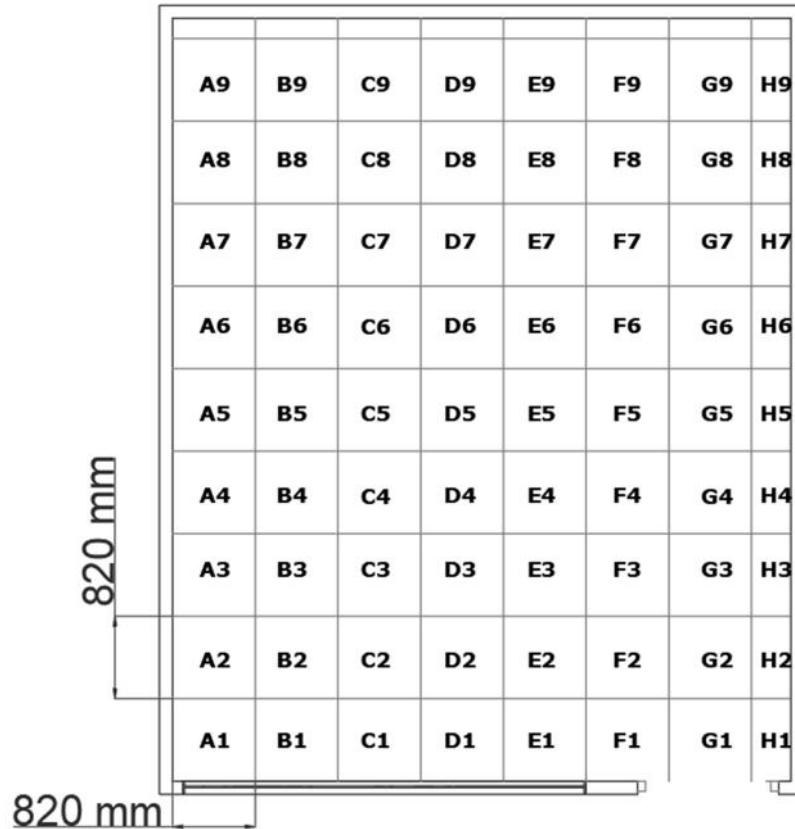 A9 B9 C9 D9 E9 F9 G9 H9
A8 B8 C8 D8 E8 F8 G8 H8
A7 B7 C7 D7 E7 F7 G7 H7
A6 B6 C6 D6 E6 F6 G6 H6
A5 B5 C5 D5 E5 F5 G5 H5
A4 B4 C4 D4 E4 F4 G4 H4
820 mm
A3 B3 C3 D3 E3 F3 G3 H3
A2 B2 C2 D2 E2 F2 G2 H2
A1 B1 C1 D1 E1 F1 G1 H1
820 mm